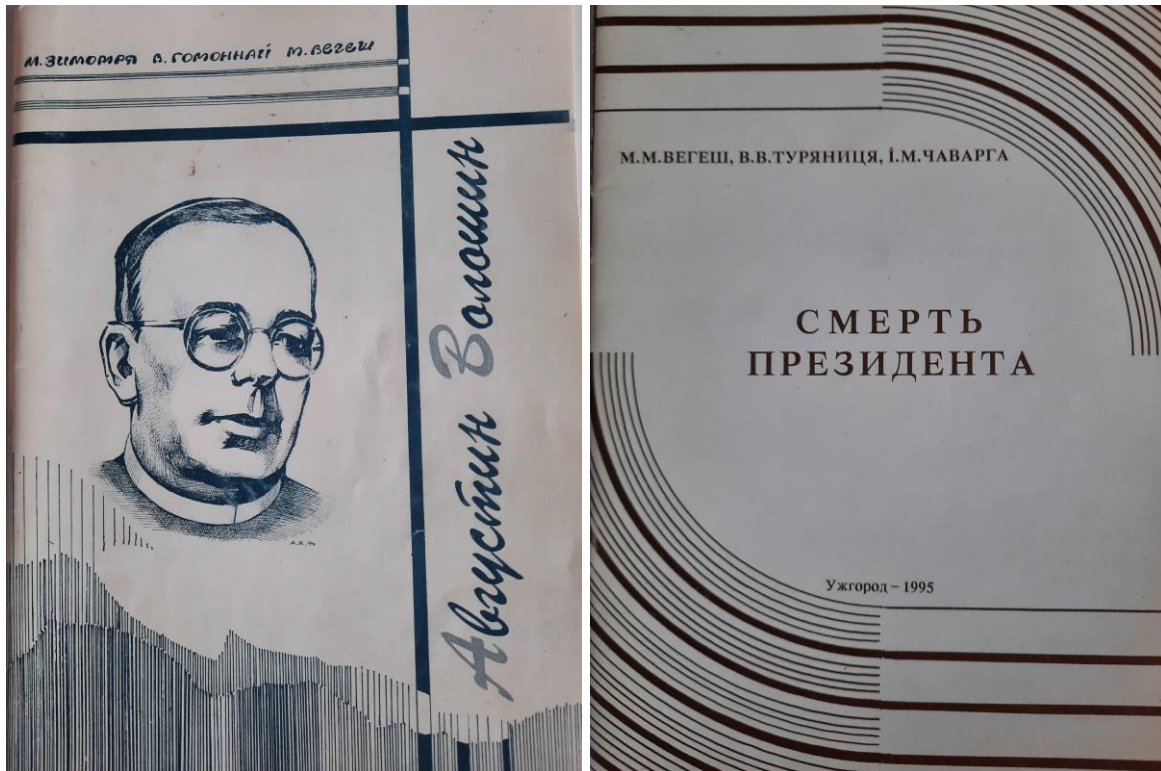 М.ЗИМОМРЯ В.ГОМОННАЙ М.ВЕГЕШ
Августин Волошин
М.М.ВЕГЕШ, В.В.ТУРЯНИЦЯ, І.М.ЧАВАРГА
СМЕРТЬ
ПРЕЗИДЕНТА
Ужгород – 1995